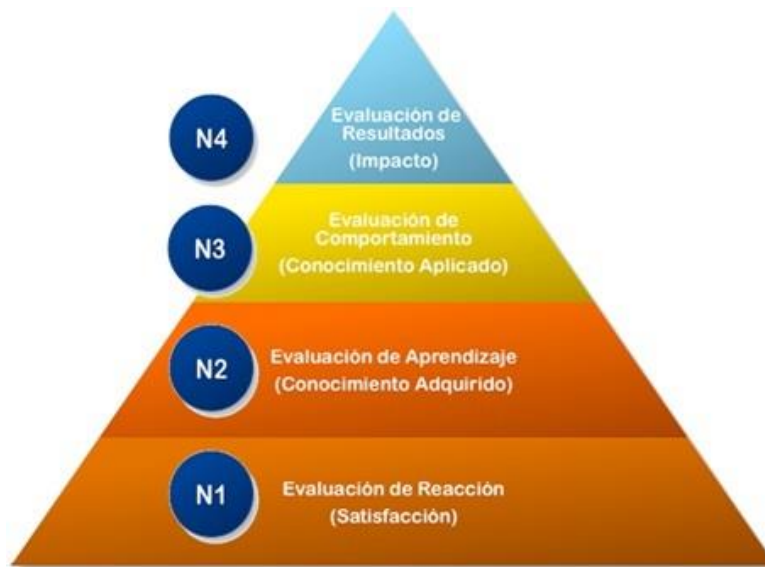 N4
Evaluación de
Resultados
(Impacto)
N3
Evaluación de
Comportamiento
(Conocimiento Aplicado)
N2
Evaluación de Aprendizaje
(Conocimiento Adquirido)
N1
Evaluación de Reacción
(Satisfacción)